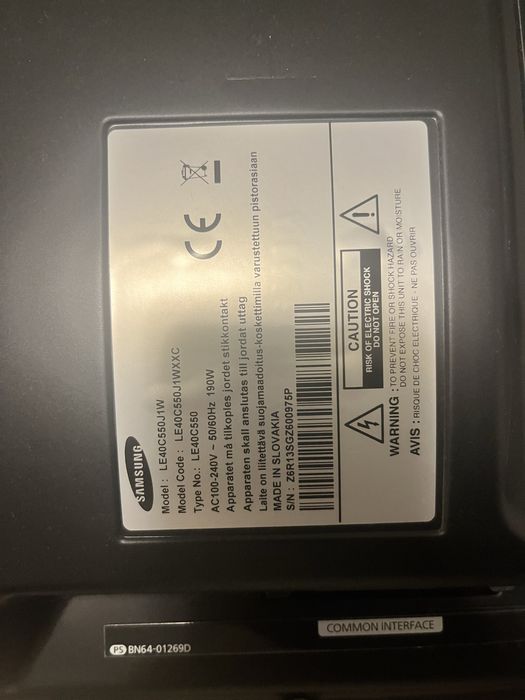 SAMSUNG
Model : LE40C550J1W
Model Code : LE40C550J1WXXC
Type No.: LE40C550
AC100-240V ~ 50/60Hz 190W
Apparatet må tilkoples jordet stikkontakt
Apparaten skall anslutas till jordat uttag
Laite on liitettävä suojamaadoitus-koskettimilla varustettuun pistorasiaan
MADE IN SLOVAKIA
S/N : Z6R13SGZ600975P
CE
CAUTION
RISK OF ELECTRIC SHOCK
DO NOT OPEN
WARNING : TO PREVENT FIRE OR SHOCK HAZARD
DO NOT EXPOSE THIS UNIT TO RAIN OR MOISTURE
AVIS : RISQUE DE CHOC ELECTRIQUE - NE PAS OUVRIR
COMMON INTERFACE
PS BN64-01269D